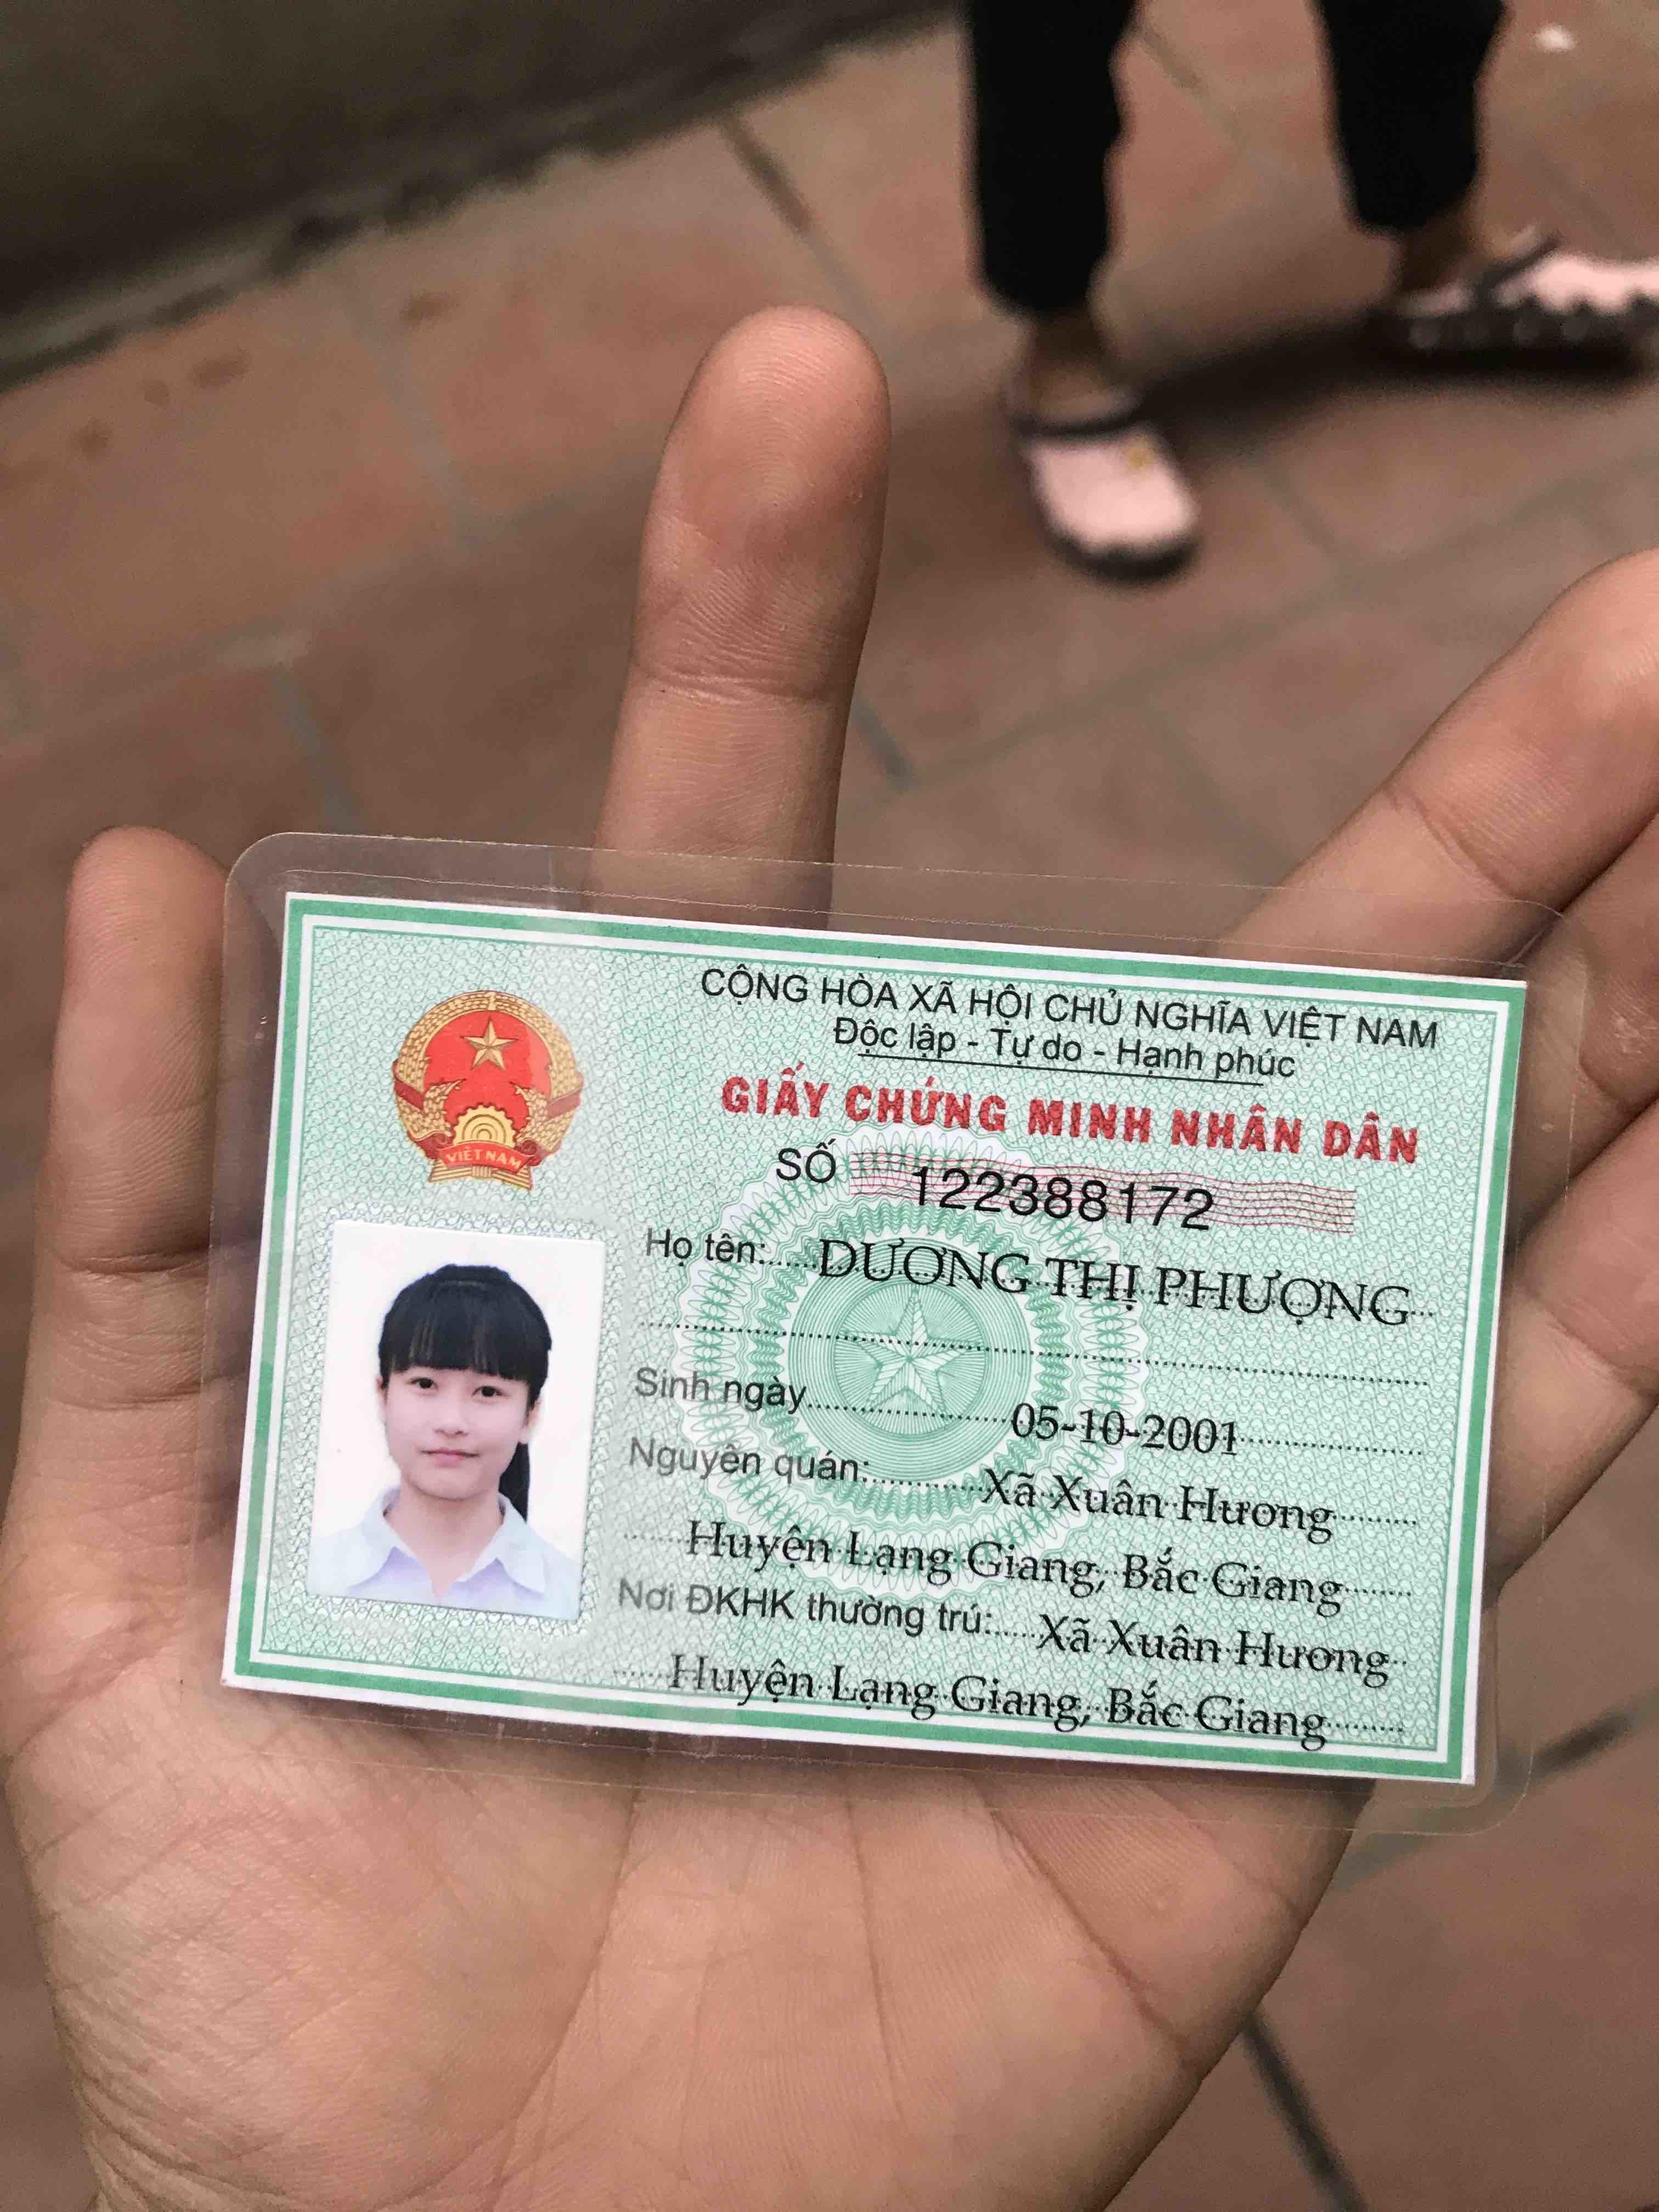 CỘNG HÒA XÃ HỘI CHỦ NGHĨA VIỆT NAM
Độc lập - Tự do - Hạnh phúc
GIẤY CHỨNG MINH NHÂN DÂN
SỐ 122388172
Họ tên: DƯƠNG THỊ PHƯỢNG
Sinh ngày 05-10-2001
Nguyên quán: Xã Xuân Hương
Huyện Lạng Giang, Bắc Giang
Nơi ĐKHK thường trú: Xã Xuân Hương
Huyện Lạng Giang, Bắc Giang
VIỆT NAM